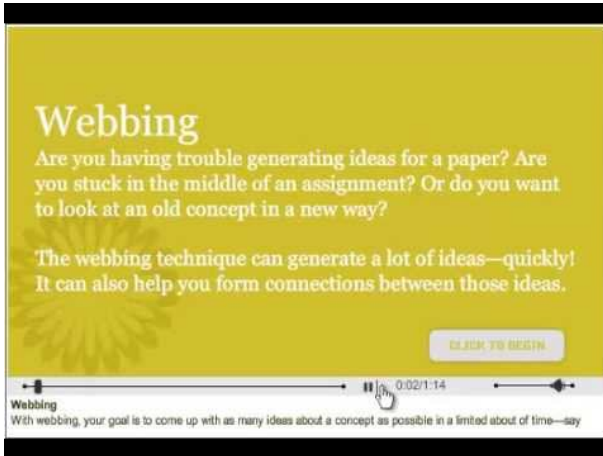 Webbing
Are you having trouble generating ideas for a paper? Are
you stuck in the middle of an assignment? Or do you want
to look at an old concept in a new way?
The webbing technique can generate a lot of ideas—quickly!
It can also help you form connections between those ideas.
CLICK TO BEGIN
0:02/1:14
Webbing
With webbing, your goal is to come up with as many ideas about a concept as possible in a limited about of time—say